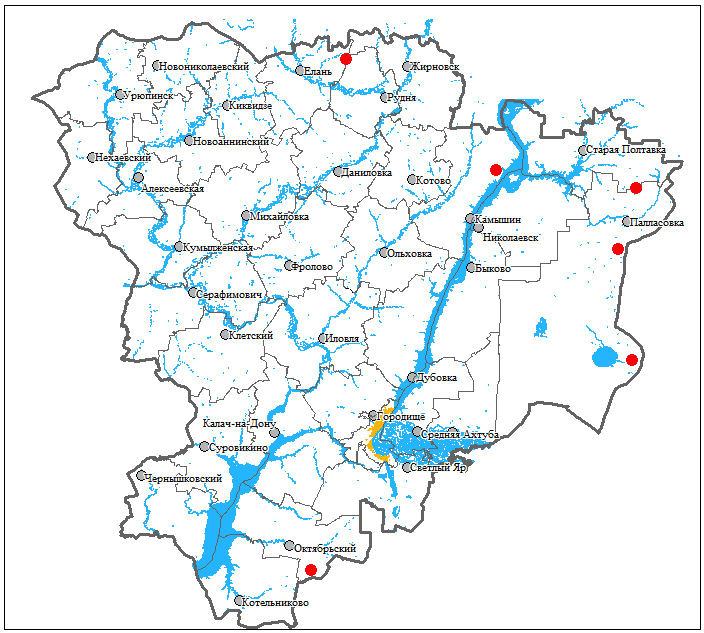 Новониколаевский
Елань
Жирновск
Урюпинск
Киквидзе
Рудня
Новоаннинский
Старая Полтавка
Нехаевский
Даниловка
Котово
Алексеевская
Михайловка
Камышин
Палласовка
Николаевск
Кумылженская
Ольховка
Фролово
Быково
Серафимович
Клетский
Иловля
Дубовка
Городищё
Калач-на-Дону
Средняя Ахтуба
Суровикино
Светлый Яр
Чернышковский
Октябрьский
Котельниково